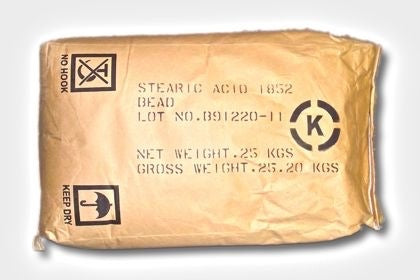 NO HOOK
STEARIC ACID 1852
BEAD
LOT NO.B91220-11
K
NET WEIGHT.25 KGS
GROSS WEIGHT.25.20 KGS
KEEP DRY